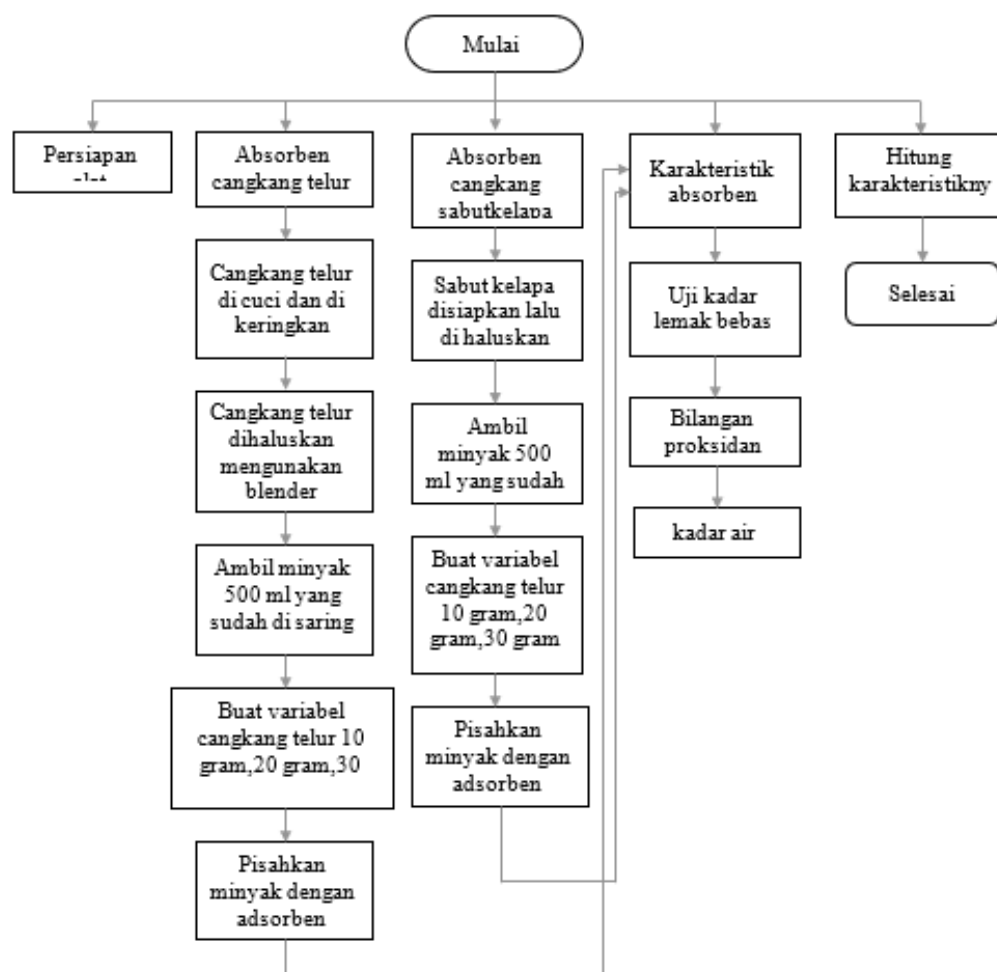 Mulai
Persiapan
Absorben
cangkang telur
Cangkang telur
di cuci dan di
keringkan
Cangkang telur
dihaluskan
mengunakan
blender
Ambil minyak
500 ml yang
sudah di saring
Buat variabel
cangkang telur 10
gram,20 gram,30
Pisahkan
minyak dengan
adsorben
Absorben
cangkang
sabutkelapa
Sabut kelapa
disiapkan lalu
di haluskan
Ambil
minyak 500
ml yang sudah
Buat variabel
cangkang telur
10 gram,20
gram,30 gram
Pisahkan
minyak dengan
adsorben
Karakteristik
absorben
Uji kadar
lemak bebas
Bilangan
proksidan
kadar air
Hitung
karakteristikny
Selesai